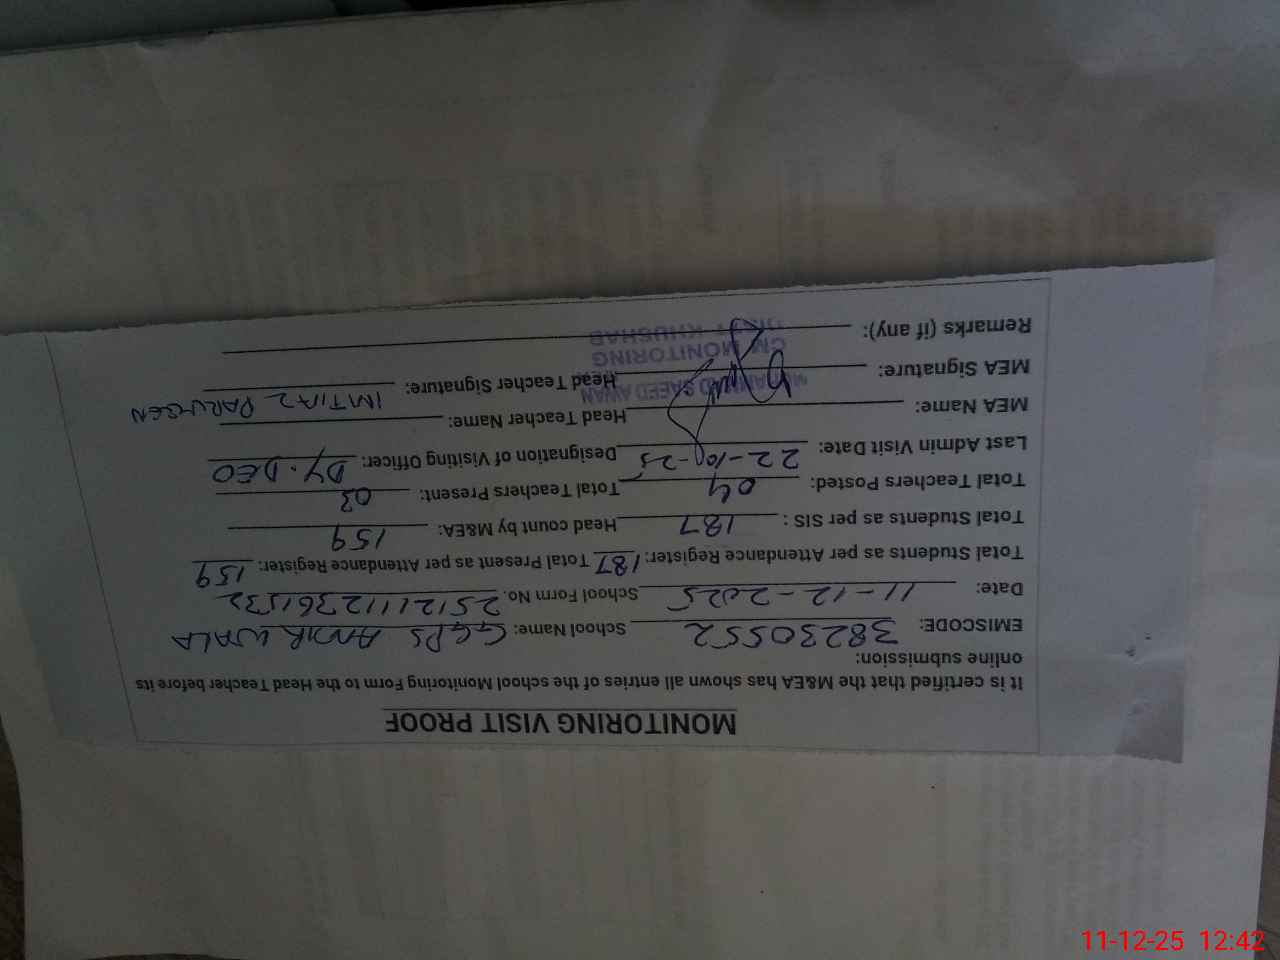 MONITORING VISIT PROOF
It is certified that the M&EA has shown all entries of the school Monitoring Form to the Head Teacher before its
online submission:
EMISCODE: 38230552 School Name: GGPS ANDR WALA
Date: 11-12-2025 School Form No. 251211112361532
Total Students as per Attendance Register: 187 Total Present as per Attendance Register: 159
Total Students as per SIS : 187 Head count by M&EA: 159
Total Teachers Posted: 04 Total Teachers Present: 03
Last Admin Visit Date: 22-10-25 Designation of Visiting Officer: DY. DEO
MEA Name: Head Teacher Name: IMTIAZ PARVEEN
MEA Signature: Head Teacher Signature:
SAEED AWAN
CM MONITORING
KHUSHAB
Remarks (if any):
11-12-25 12:42